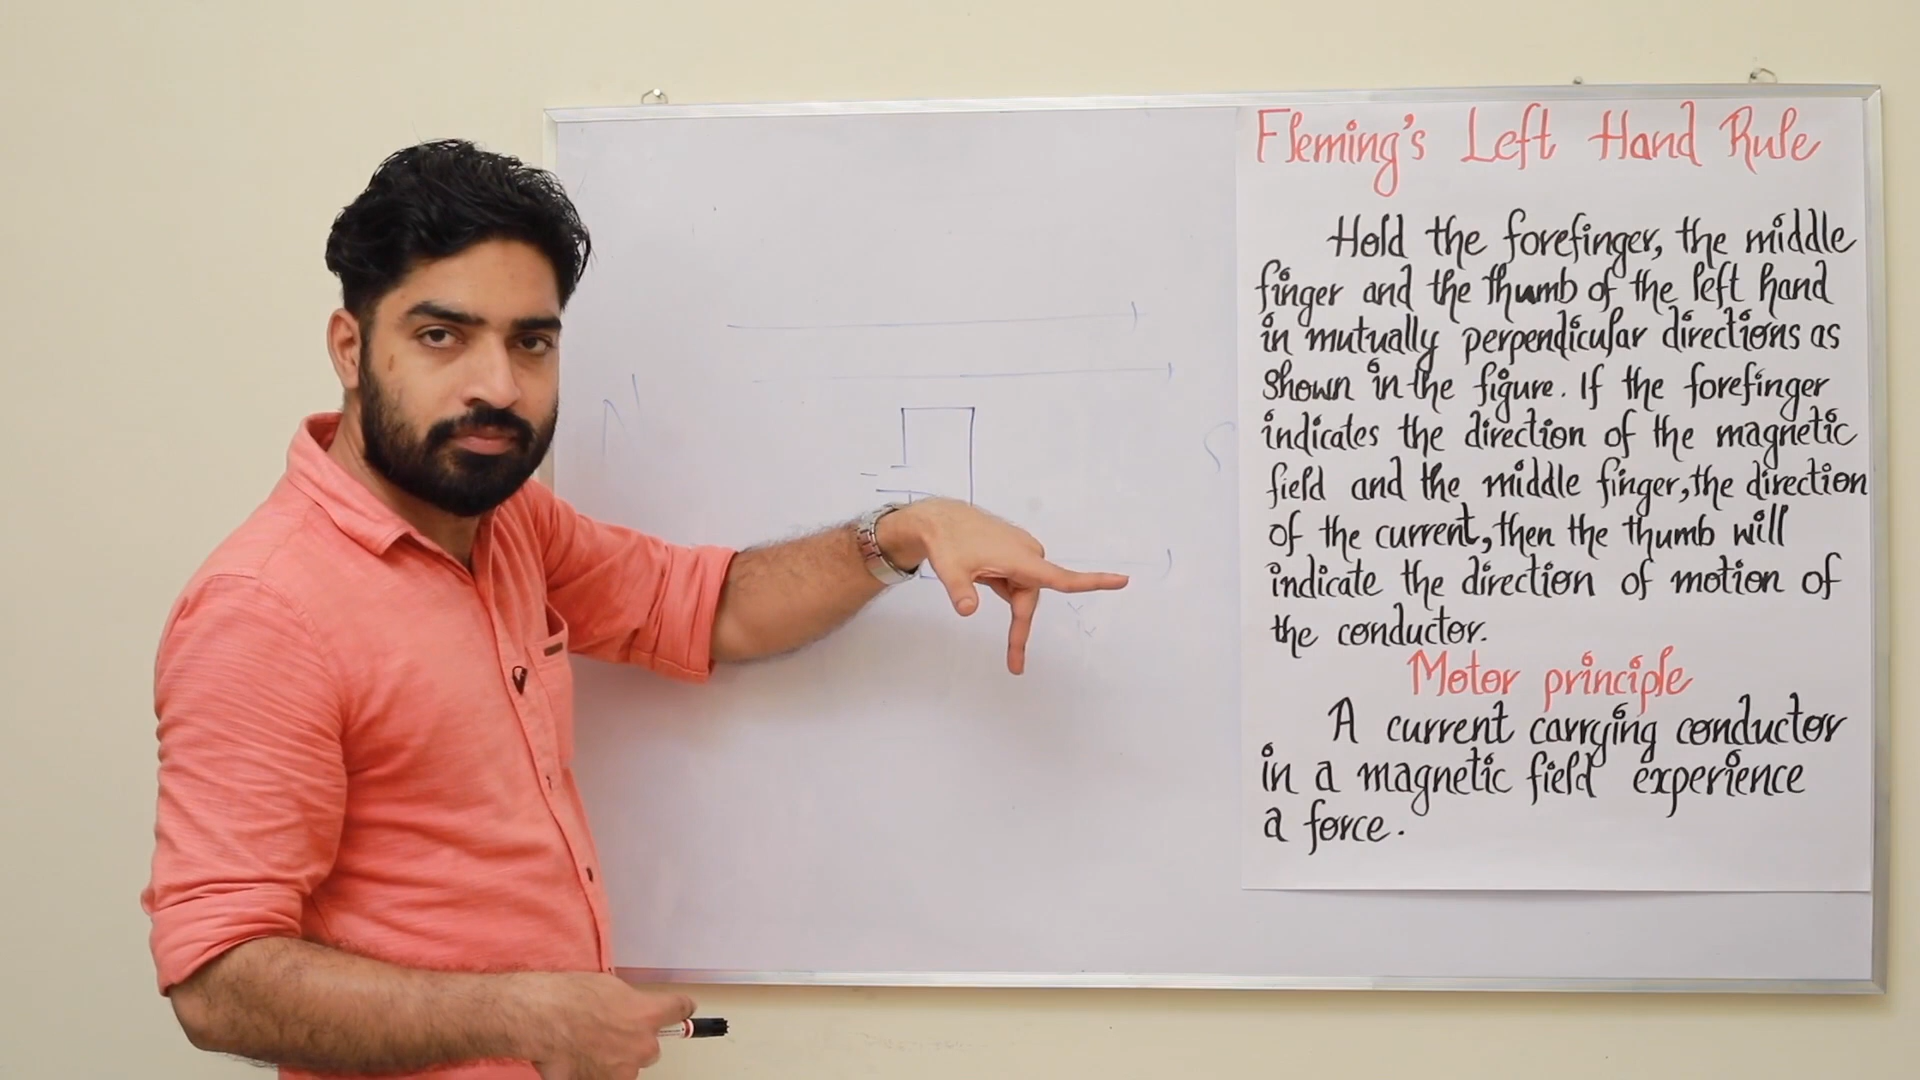 N
S
Fleming's Left Hand Rule
Hold the forefinger, the middle
finger and the thumb of the left hand
in mutually perpendicular directions as
shown in the figure. If the forefinger
indicates the direction of the magnetic
field and the middle finger, the direction
of the current, then the thumb will
indicate the direction of motion of
the conductor.
Motor principle
A current carrying conductor
in a magnetic field experience
a force.